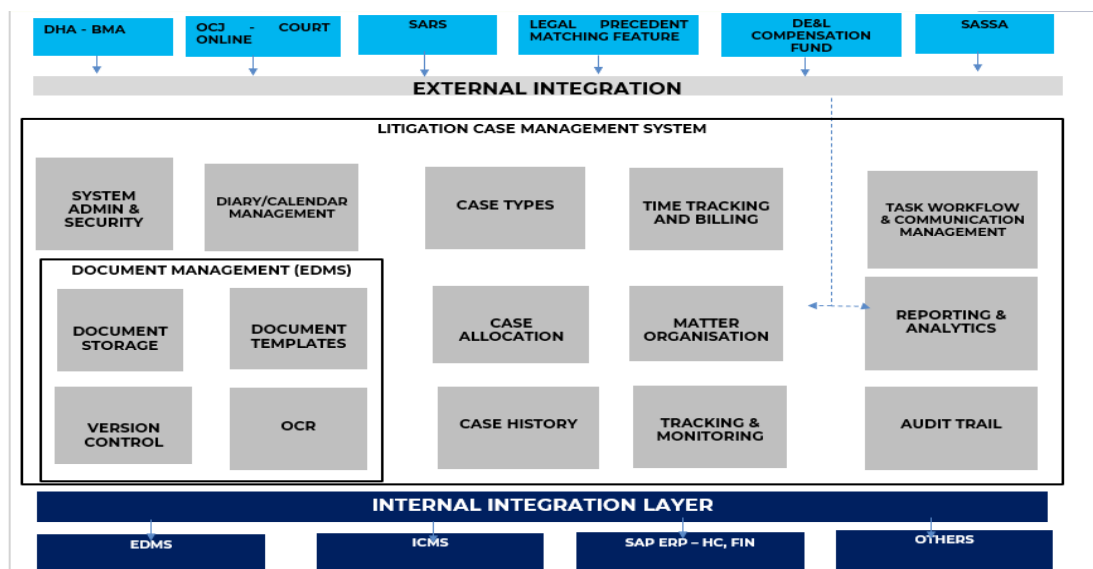 DHA - BMA
OCJ - COURT
ONLINE
SARS
LEGAL PRECEDENT
MATCHING FEATURE
DE&L
COMPENSATION
FUND
SASSA
EXTERNAL INTEGRATION
LITIGATION CASE MANAGEMENT SYSTEM
SYSTEM
ADMIN &
SECURITY
DIARY/CALENDAR
MANAGEMENT
CASE TYPES
TIME TRACKING
AND BILLING
TASK WORKFLOW
& COMMUNICATION
MANAGEMENT
DOCUMENT MANAGEMENT (EDMS)
DOCUMENT
STORAGE
DOCUMENT
TEMPLATES
CASE
ALLOCATION
MATTER
ORGANISATION
REPORTING &
ANALYTICS
VERSION
CONTROL
OCR
CASE HISTORY
TRACKING &
MONITORING
AUDIT TRAIL
INTERNAL INTEGRATION LAYER
EDMS
ICMS
SAP ERP – HC, FIN
OTHERS